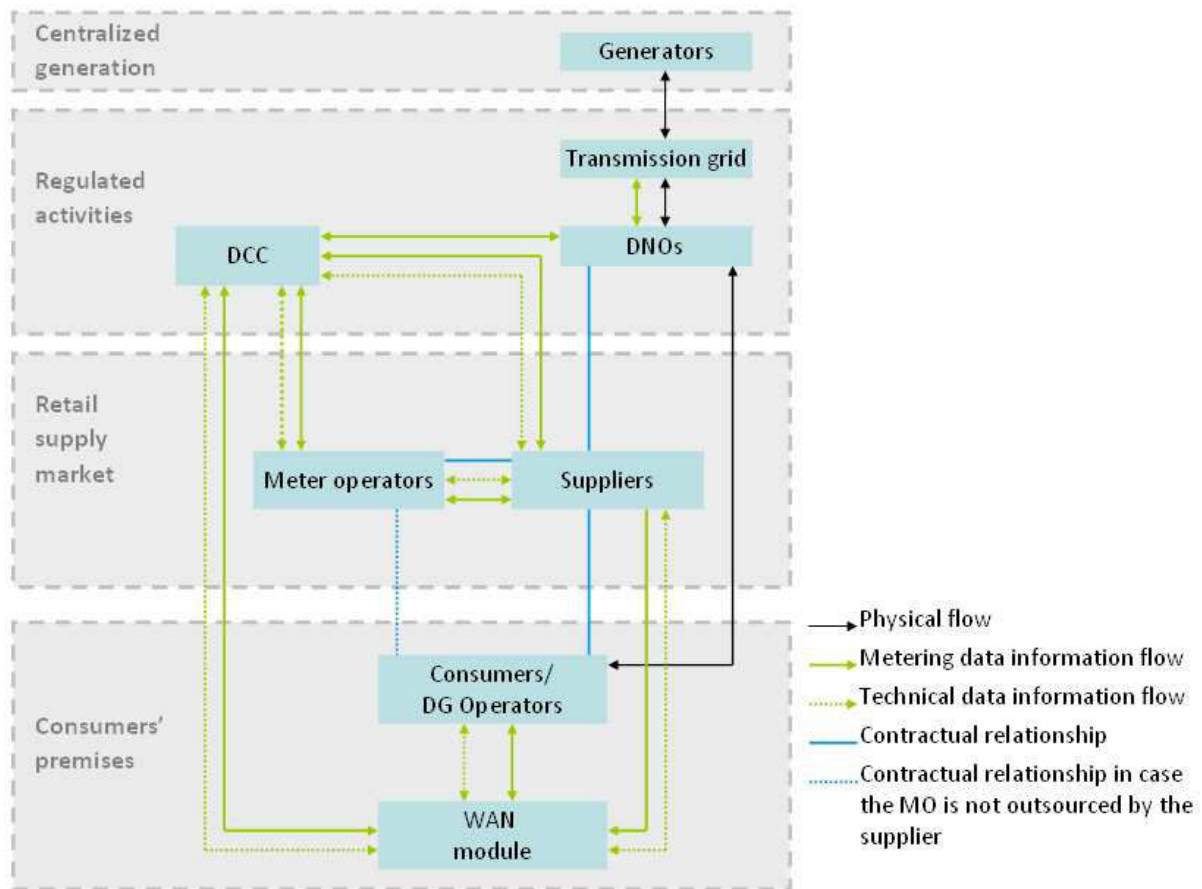 Centralized
generation
Generators
Regulated
activities
Transmission grid
DCC
DNOs
Retail
supply
market
Meter operators
Suppliers
Consumers'
premises
Consumers/
DG Operators
WAN
module
Physical flow
Metering data information flow
Technical data information flow
Contractual relationship
Contractual relationship in case
the MO is not outsourced by the
supplier